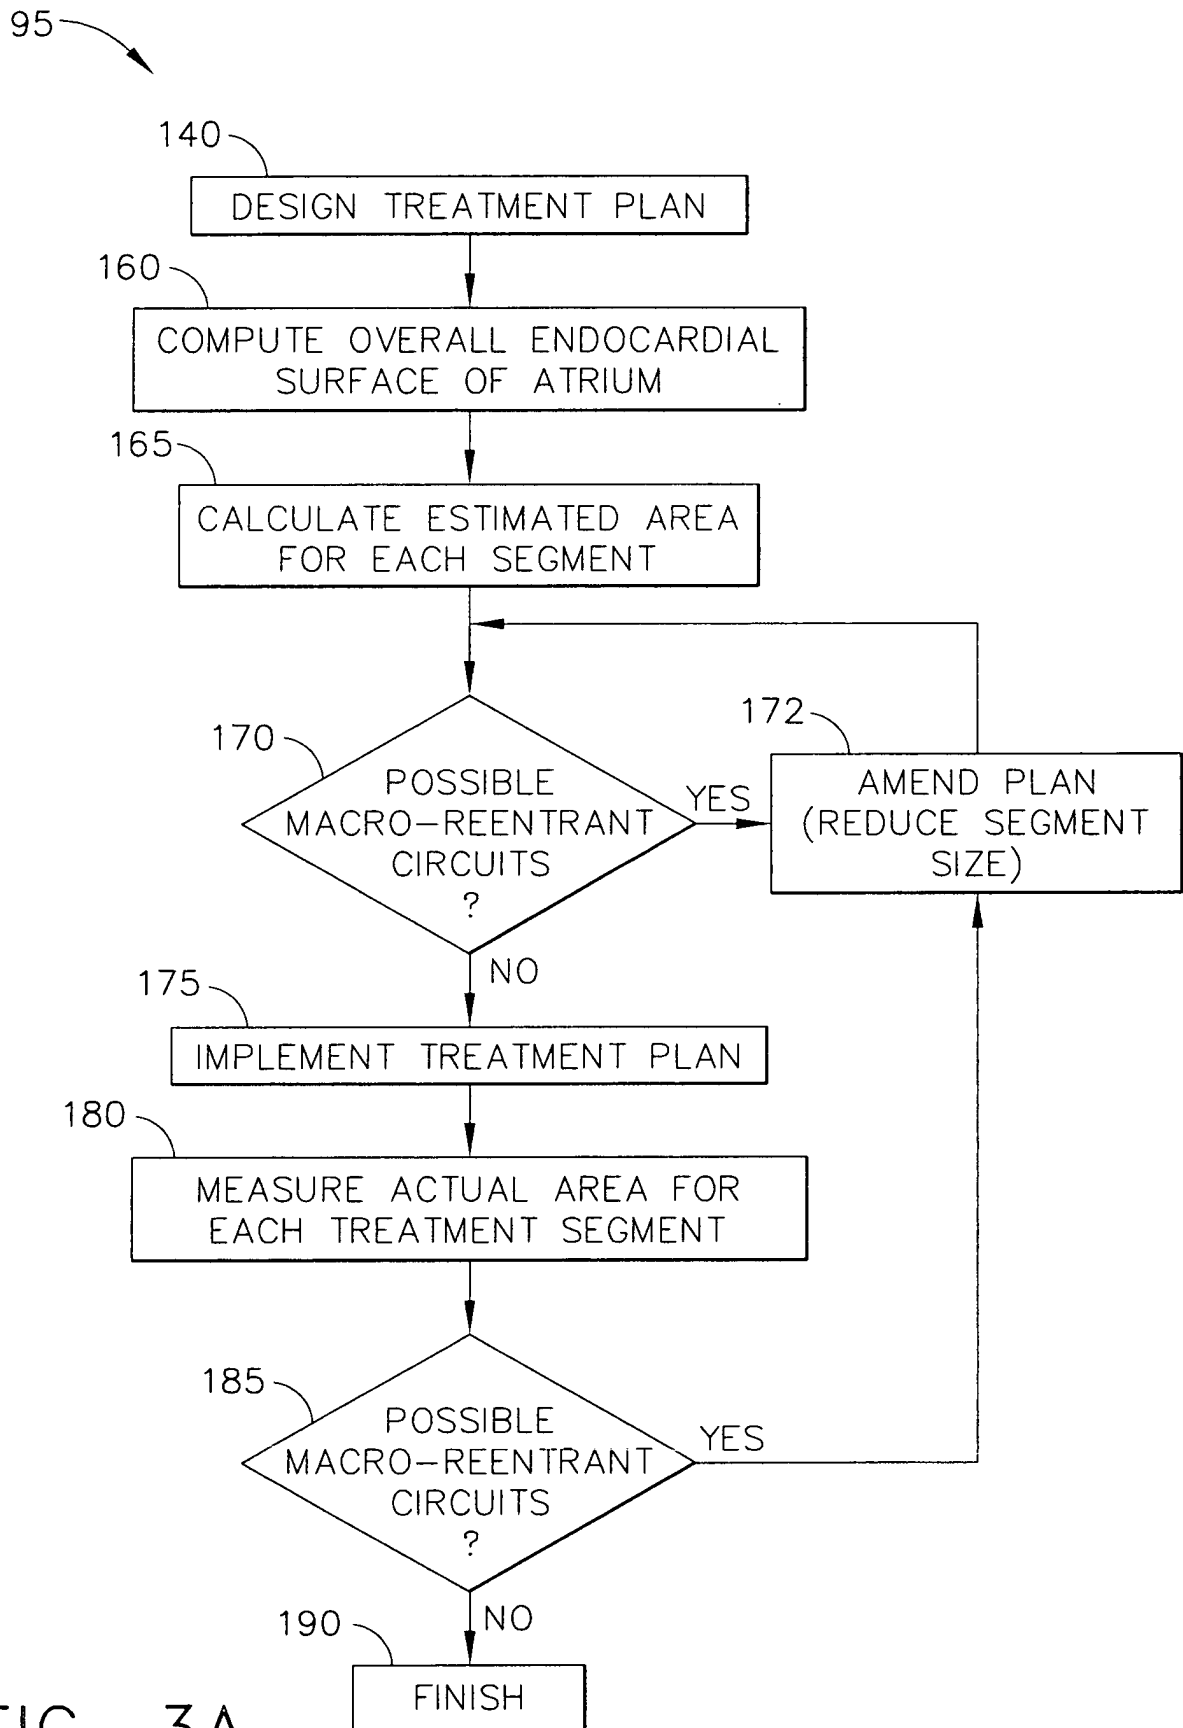 95
140
DESIGN TREATMENT PLAN
160
COMPUTE OVERALL ENDOCARDIAL
SURFACE OF ATRIUM
165
CALCULATE ESTIMATED AREA
FOR EACH SEGMENT
170
POSSIBLE
MACRO-REENTRANT
CIRCUITS
?
YES
172
AMEND PLAN
(REDUCE SEGMENT
SIZE)
NO
175
IMPLEMENT TREATMENT PLAN
180
MEASURE ACTUAL AREA FOR
EACH TREATMENT SEGMENT
185
POSSIBLE
MACRO-REENTRANT
CIRCUITS
?
YES
NO
190
FINISH
FIG. 3A